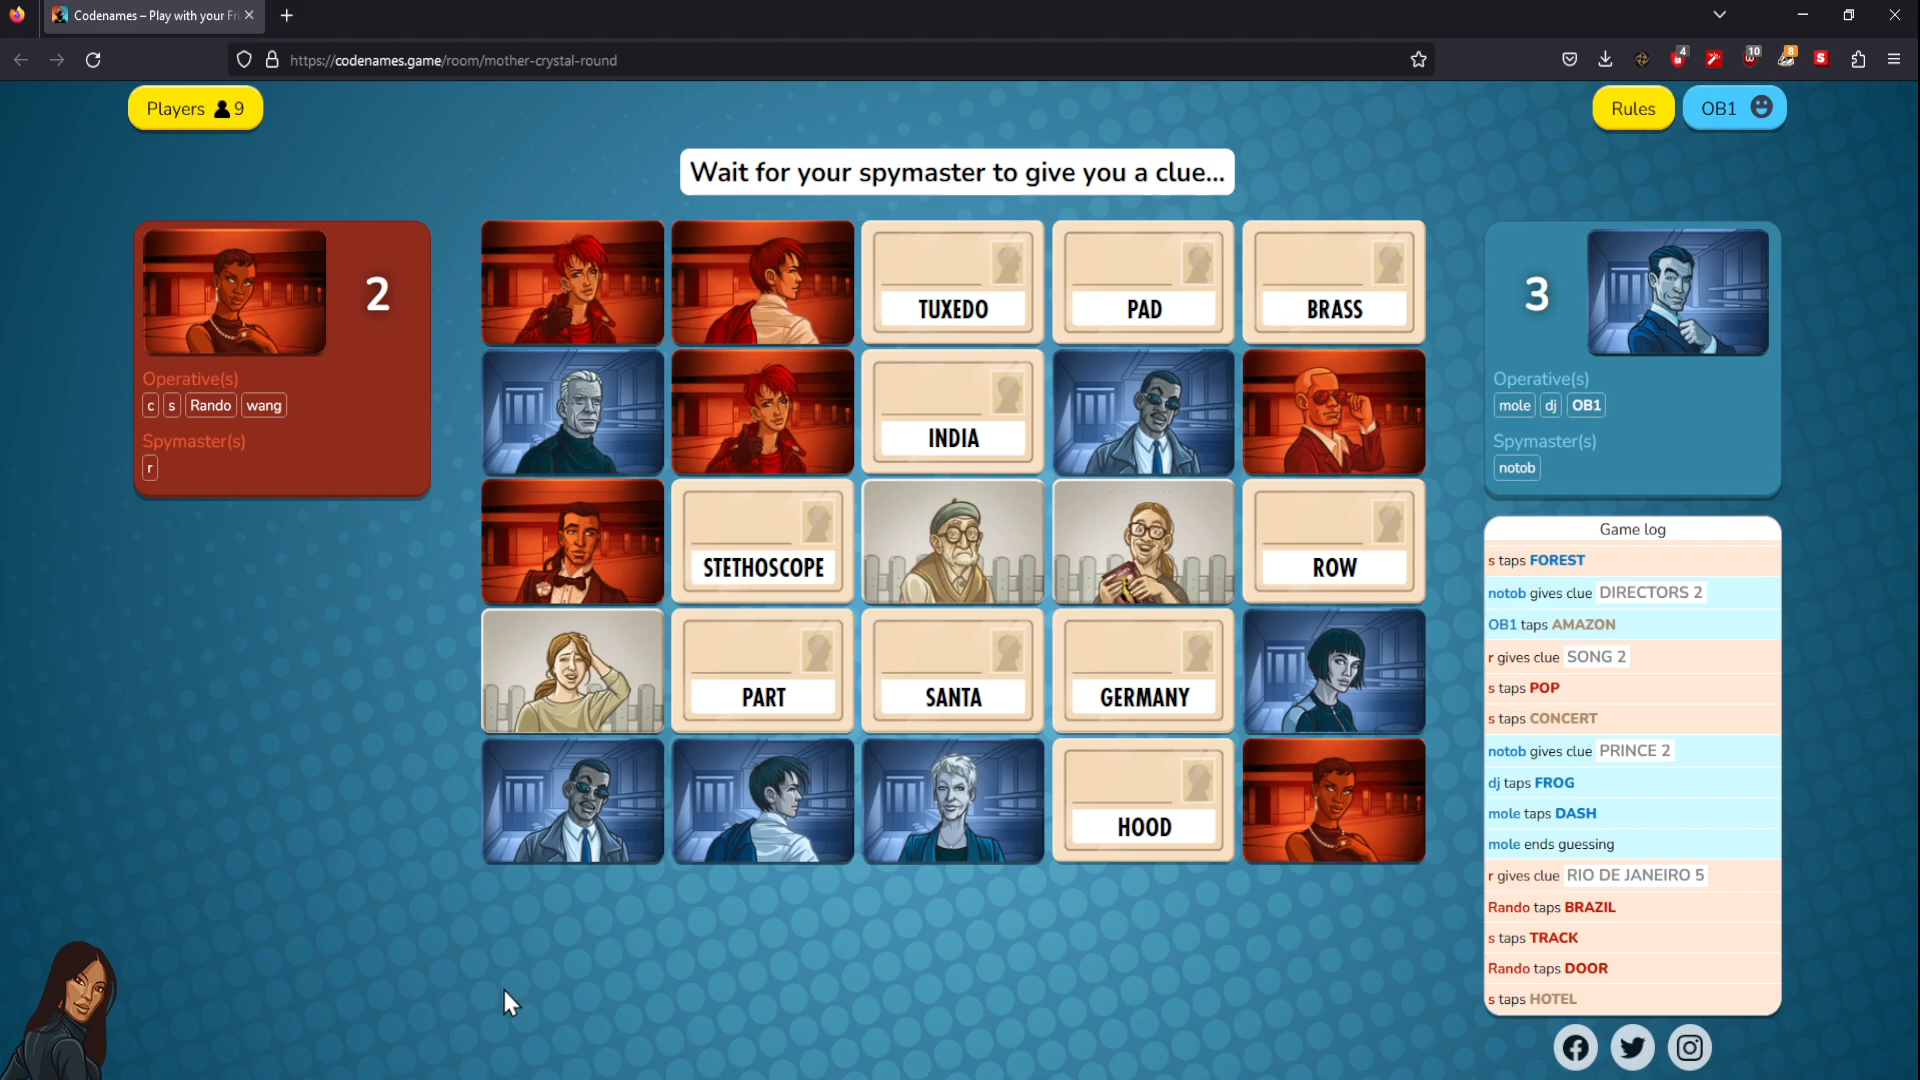 Codenames – Play with your Fr
https://codenames.game/room/mother-crystal-round
4
10
8
S
Players 9
Rules
OB1
Wait for your spymaster to give you a clue...
2
Operative(s)
c s Rando wang
Spymaster(s)
r
TUXEDO
PAD
BRASS
INDIA
STETHOSCOPE
ROW
PART
SANTA
GERMANY
HOOD
3
Operative(s)
mole dj OB1
Spymaster(s)
notob
Game log
s taps FOREST
notob gives clue DIRECTORS 2
OB1 taps AMAZON
r gives clue SONG 2
s taps POP
s taps CONCERT
notob gives clue PRINCE 2
dj taps FROG
mole taps DASH
mole ends guessing
r gives clue RIO DE JANEIRO 5
Rando taps BRAZIL
s taps TRACK
Rando taps DOOR
s taps HOTEL